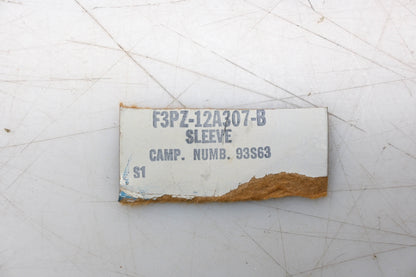 F3PZ-12A307-B
SLEEVE
CAMP. NUMB. 93S63
S1